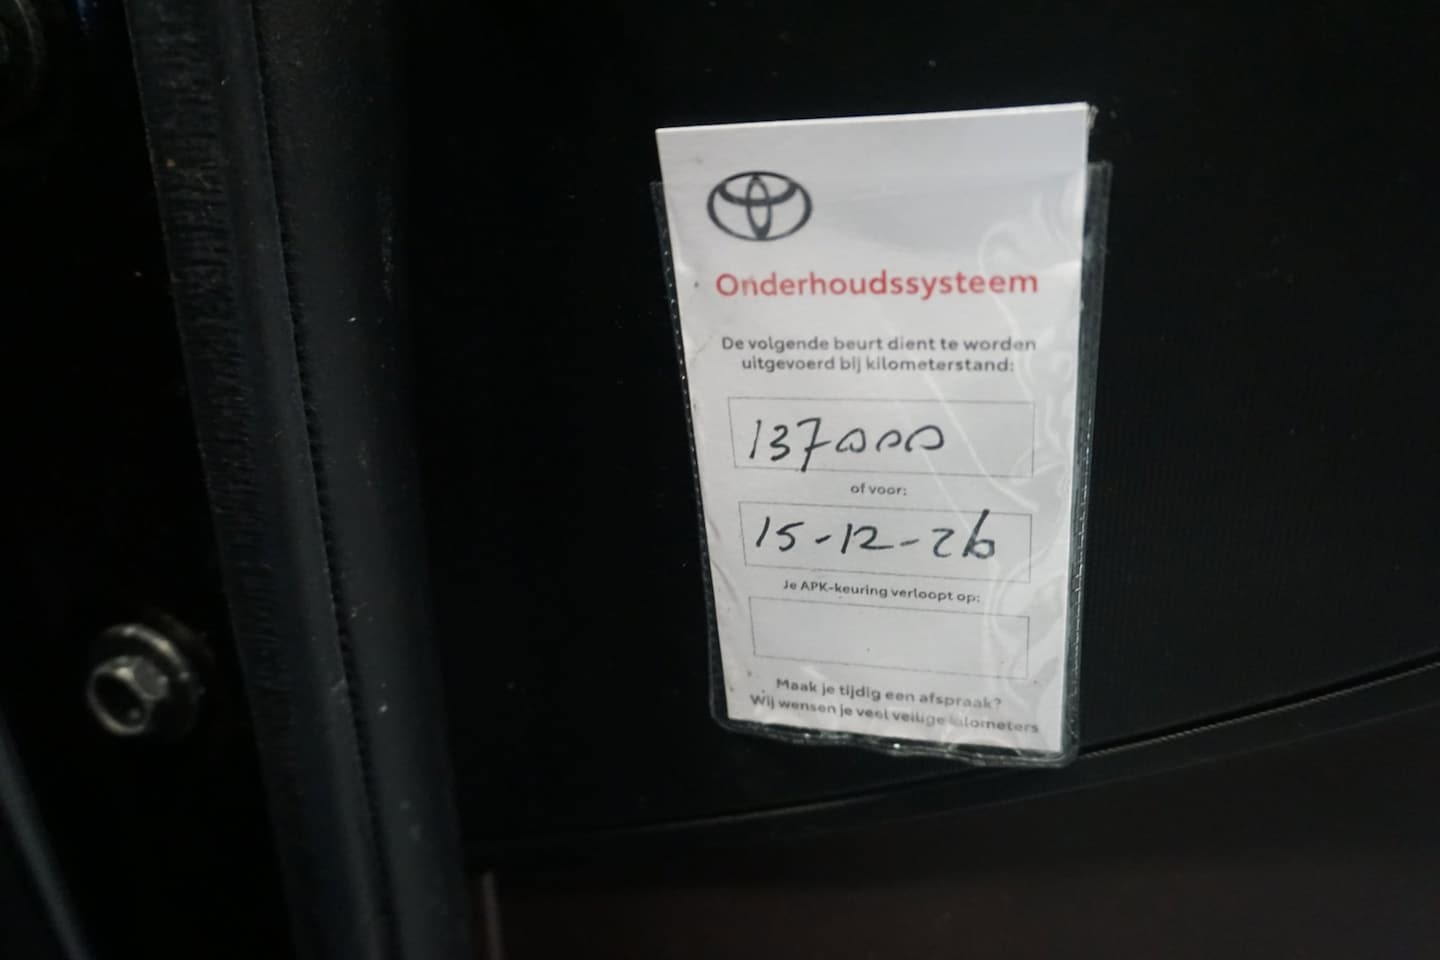 Onderhoudssysteem
De volgende beurt dient te worden
uitgevoerd bij kilometerstand:
137000
of voor:
15-12-26
Je APK-keuring verloopt op:
Maak je tijdig een afspraak?
Wij wensen je veel veilige kilometers